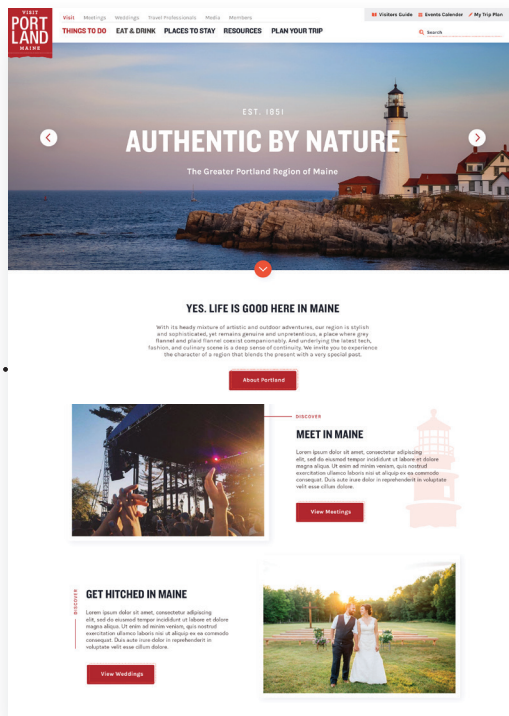 VISIT
PORT
LAND
MAINE
Visit Meetings Weddings Travel Professionals Media Members
Visitors Guide Events Calendar My Trip Plan
THINGS TO DO EAT & DRINK PLACES TO STAY RESOURCES PLAN YOUR TRIP
Search
EST. 1851
AUTHENTIC BY NATURE
The Greater Portland Region of Maine
YES. LIFE IS GOOD HERE IN MAINE
With its heady mixture of artistic and outdoor adventures, our region is stylish
and sophisticated, yet remains genuine and unpretentious, a place where grey
flannel and plaid flannel coexist companionably. And underlying the latest tech,
fashion, and culinary scene is a deep sense of continuity. We invite you to experience
the character of a region that blends the present with a very special past.
About Portland
DISCOVER
MEET IN MAINE
Lorem ipsum dolor sit amet, consectetur adipiscing
elit, sed do eiusmod tempor incididunt ut labore et dolore
magna aliqua. Ut enim ad minim veniam, quis nostrud
exercitation ullamco laboris nisi ut aliquip ex ea commodo
consequat. Duis aute irure dolor in reprehenderit in voluptate
velit esse cillum dolore.
View Meetings
DISCOVER
GET HITCHED IN MAINE
Lorem ipsum dolor sit amet, consectetur adipiscing
elit, sed do eiusmod tempor incididunt ut labore et dolore
magna aliqua. Ut enim ad minim veniam, quis nostrud
exercitation ullamco laboris nisi ut aliquip ex ea commodo
consequat. Duis aute irure dolor in reprehenderit in
voluptate velit esse cillum dolore.
View Weddings